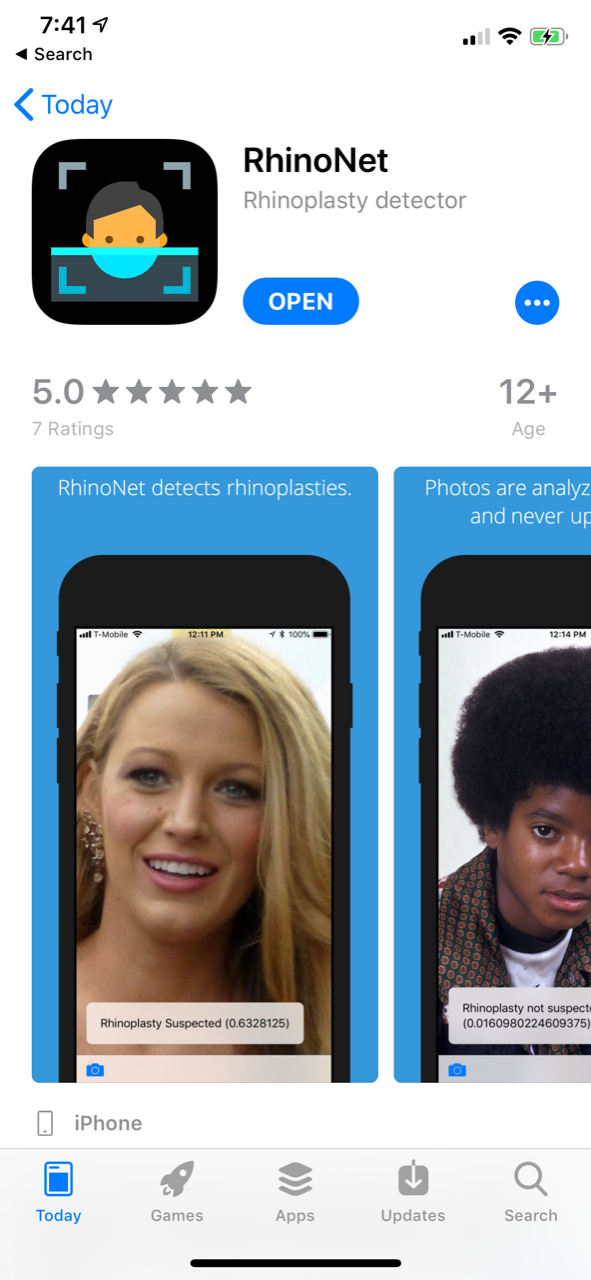 7:41
◀ Search
Today
RhinoNet
Rhinoplasty detector
OPEN
5.0
12+
7 Ratings
Age
RhinoNet detects rhinoplasties.
Photos are analyz
and never up
T-Mobile 12:11 PM 100%
T-Mobile 12:14 PM
Rhinoplasty Suspected (0.6328125)
Rhinoplasty not suspecte
(0.0160980224609375)
iPhone
Today Games Apps Updates Search